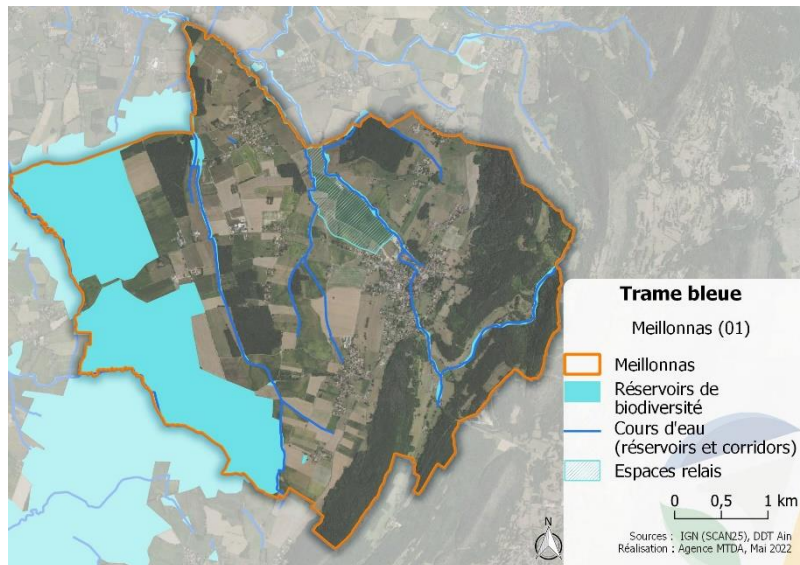 Trame bleue
Meillonnas (01)
Meillonnas
Réservoirs de
biodiversité
Cours d'eau
(réservoirs et corridors)
Espaces relais
0 0,5 1 km
N
Sources : IGN (SCAN25), DDT Ain
Réalisation : Agence MTDA, Mai 2022